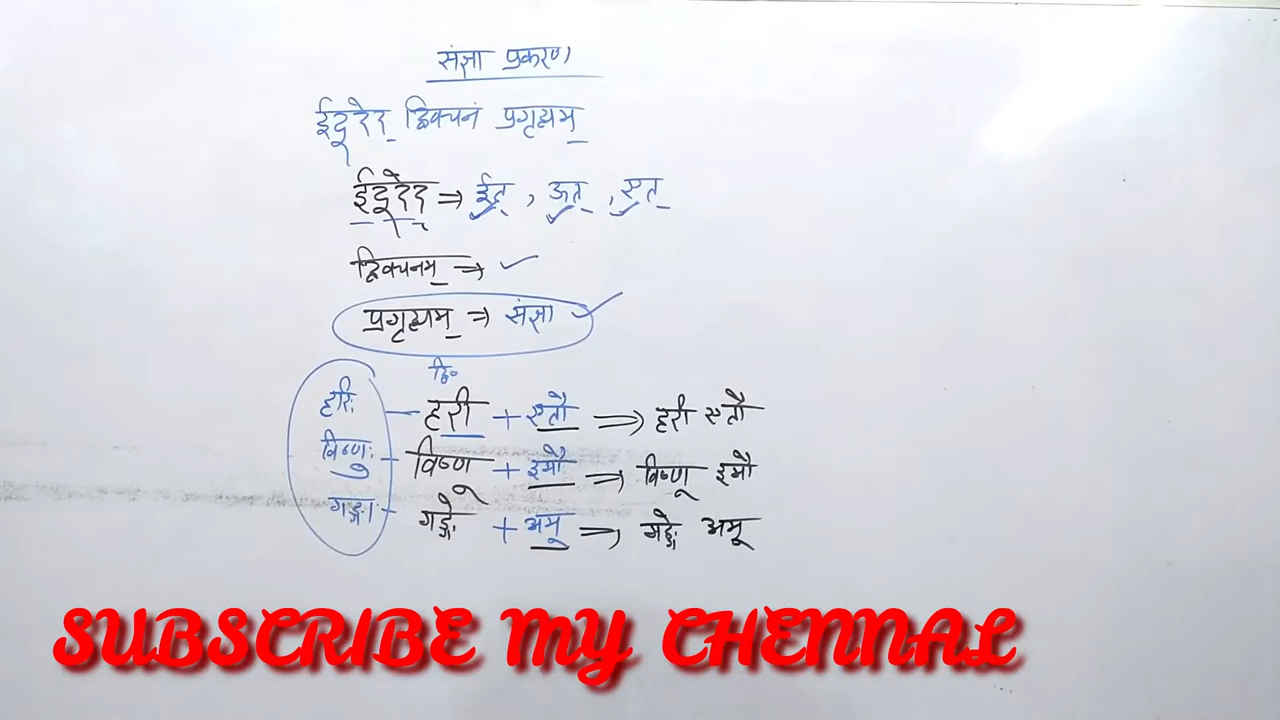 संज्ञा प्रकरण
ईदूदेद् द्विवचनं प्रगृह्यम्
ईदूदेद् ⇒ ईत् , ऊत् , एत्
द्विवचनम् ⇒ ✓
प्रगृह्यम् ⇒ संज्ञा ✓
द्वि०
हरिः — हरी + एतौ ⇒ हरी एतौ
विष्णुः - विष्णू + इमौ ⇒ विष्णू इमौ
गङ्गा - गङ्गे + अमू ⇒ गङ्गे अमू
SUBSCRIBE MY CHENNAL